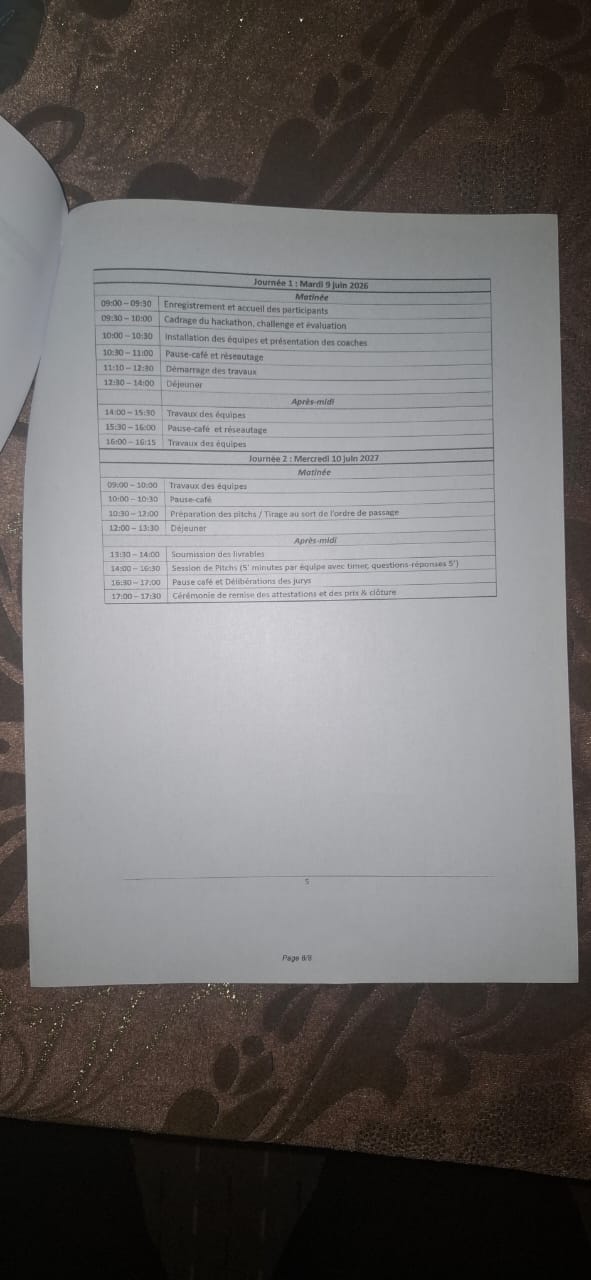 Journée 1 : Mardi 9 juin 2026
Matinée
09:00 – 09:30 Enregistrement et accueil des participants
09:30 – 10:00 Cadrage du hackathon, challenge et évaluation
10:00 – 10:30 Installation des équipes et présentation des coaches
10:30 – 11:00 Pause-café et réseautage
11:10 – 12:30 Démarrage des travaux
12:30 – 14:00 Déjeuner
Après-midi
14:00 – 15:30 Travaux des équipes
15:30 – 16:00 Pause-café et réseautage
16:00 – 16:15 Travaux des équipes
Journée 2 : Mercredi 10 juin 2027
Matinée
09:00 – 10:00 Travaux des équipes
10:00 – 10:30 Pause-café
10:30 – 12:00 Préparation des pitchs / Tirage au sort de l'ordre de passage
12:00 – 13:30 Déjeuner
Après-midi
13:30 – 14:00 Soumission des livrables
14:00 – 16:30 Session de Pitchs (5' minutes par équipe avec timer, questions-réponses 5')
16:30 – 17:00 Pause café et Délibérations des jurys
17:00 – 17:30 Cérémonie de remise des attestations et des prix & clôture
5
Page 8/8